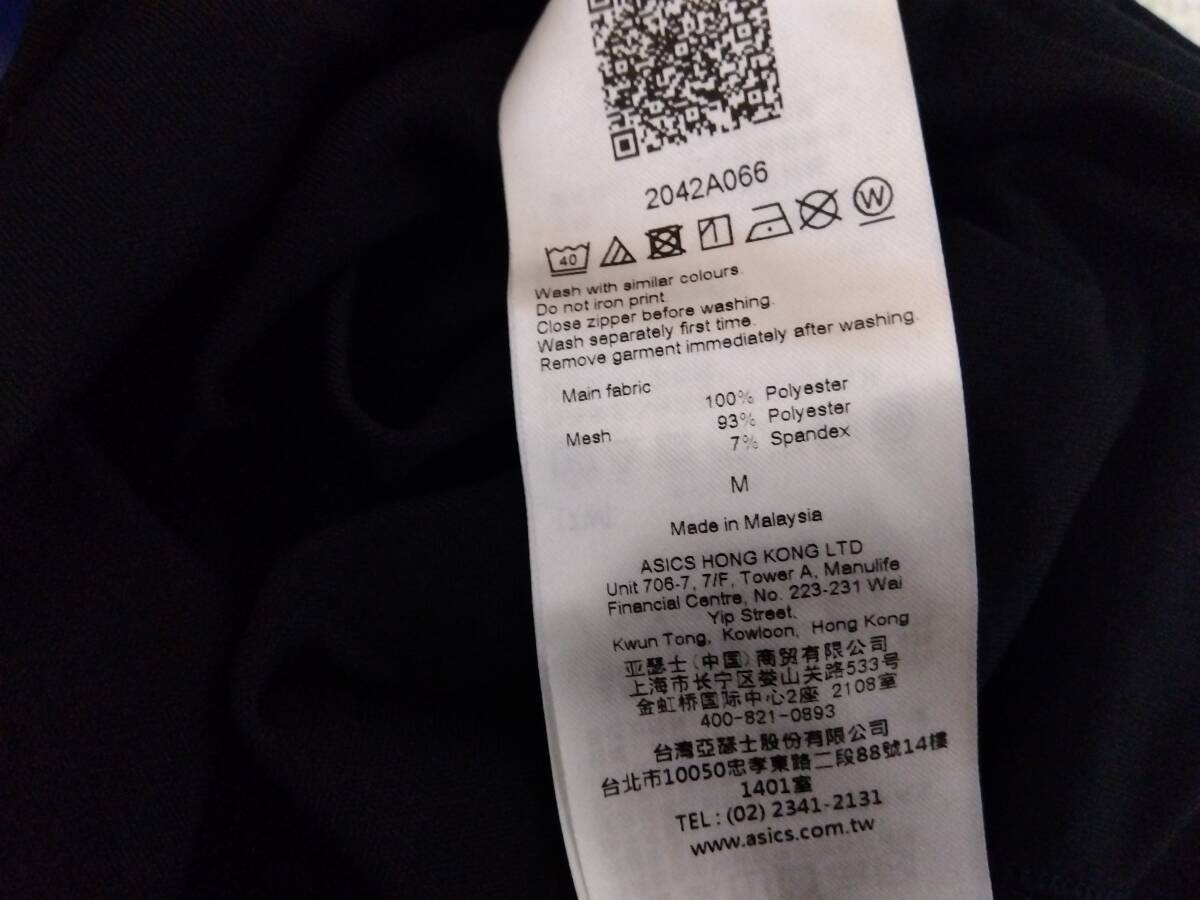 2042A066
40
W
Wash with similar colours.
Do not iron print.
Close zipper before washing.
Wash separately first time.
Remove garment immediately after washing.
Main fabric 100% Polyester
Mesh 93% Polyester
7% Spandex
M
Made in Malaysia
ASICS HONG KONG LTD
Unit 706-7, 7/F, Tower A, Manulife
Financial Centre, No. 223-231 Wai
Yip Street,
Kwun Tong, Kowloon, Hong Kong
亚瑟士(中国)商贸有限公司
上海市长宁区娄山关路533号
金虹桥国际中心2座 2108室
400-821-0893
台灣亞瑟士股份有限公司
台北市10050忠孝東路二段88號14樓
1401室
TEL : (02) 2341-2131
www.asics.com.tw